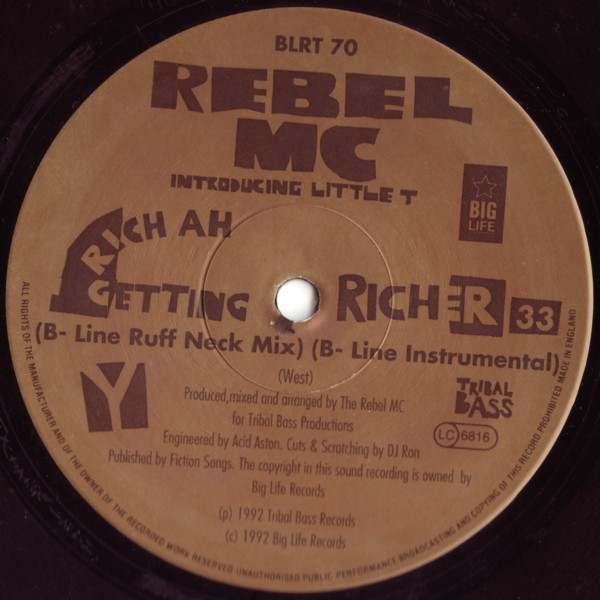 BLRT 70
REBEL
MC
INTRODUCING LITTLE T
BIG
LIFE
RICH AH
GETTING RICHER
33
(B- Line Ruff Neck Mix) (B- Line Instrumental)
(West)
Y
Produced,mixed and arranged by The Rebel MC
for Tribal Bass Productions
TRIBAL
BASS
LC 6816
Engineered by Acid Aston. Cuts & Scratching by DJ Ron
Published by Fiction Songs. The copyright in this sound recording is owned by
Big Life Records
(p) 1992 Tribal Bass Records
(c) 1992 Big Life Records
ALL RIGHTS OF THE MANUFACTURER AND OF THE OWNER OF THE RECORDED WORK RESERVED UNAUTHORISED PUBLIC PERFORMANCE BROADCASTING AND COPYING OF THIS RECORD PROHIBITED MADE IN ENGLAND